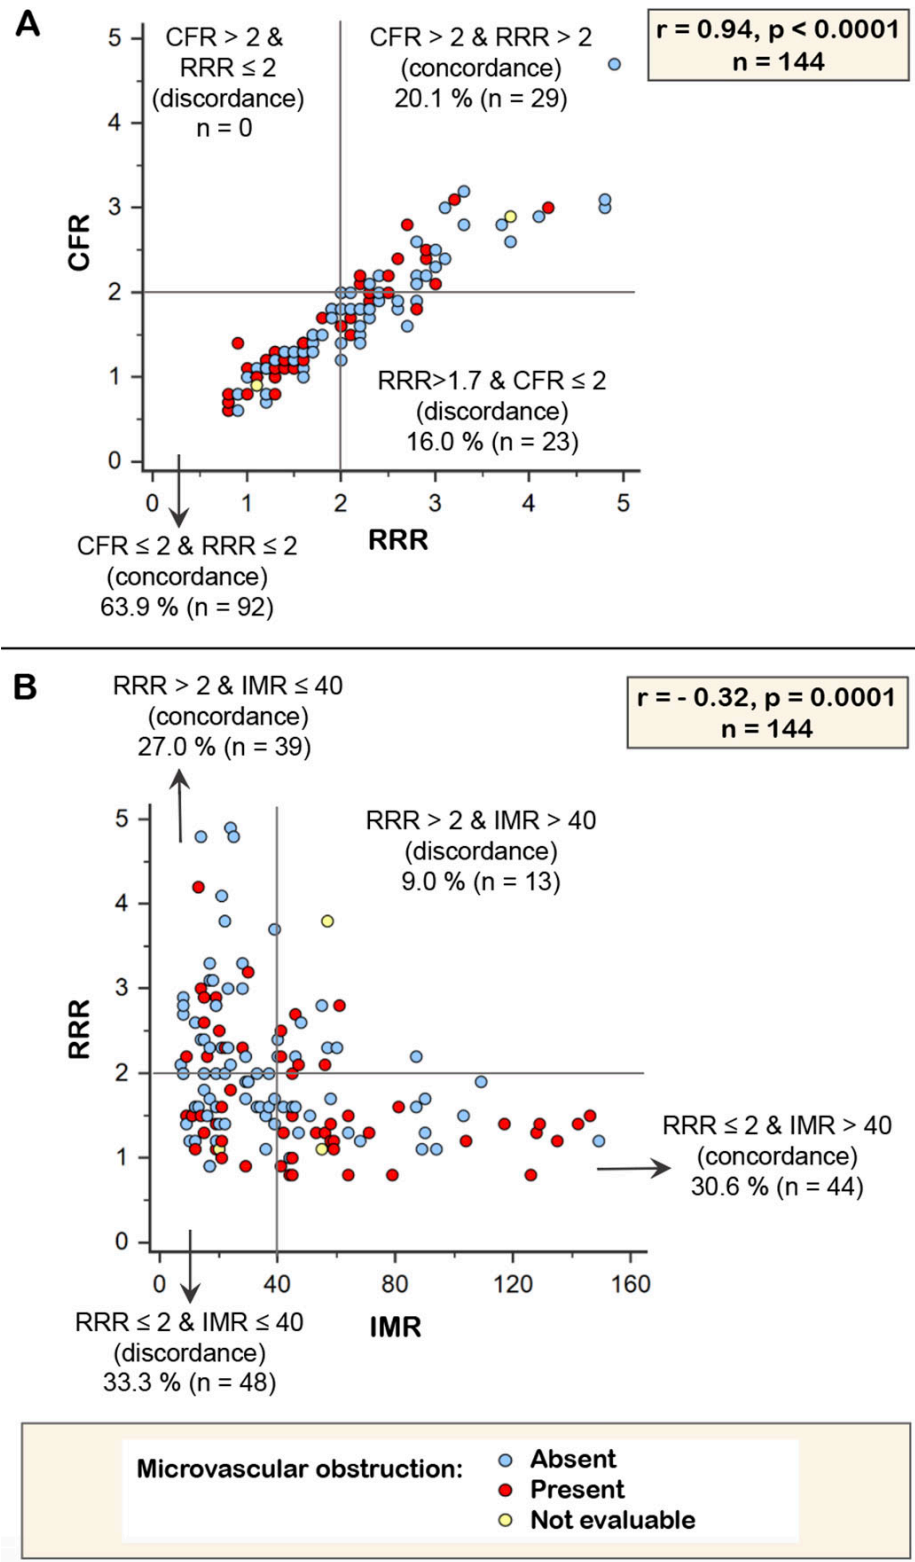 A
r = 0.94, p < 0.0001
n = 144
CFR > 2 &
RRR ≤ 2
(discordance)
n = 0
CFR > 2 & RRR > 2
(concordance)
20.1 % (n = 29)
5
4
3
2
1
0
CFR
RRR>1.7 & CFR ≤ 2
(discordance)
16.0 % (n = 23)
0 1 2 3 4 5
RRR
CFR ≤ 2 & RRR ≤ 2
(concordance)
63.9 % (n = 92)
B
RRR > 2 & IMR ≤ 40
(concordance)
27.0 % (n = 39)
r = - 0.32, p = 0.0001
n = 144
RRR > 2 & IMR > 40
(discordance)
9.0 % (n = 13)
5
4
3
2
1
0
RRR
RRR ≤ 2 & IMR > 40
(concordance)
30.6 % (n = 44)
0 40 80 120 160
IMR
RRR ≤ 2 & IMR ≤ 40
(discordance)
33.3 % (n = 48)
Microvascular obstruction:
Absent
Present
Not evaluable